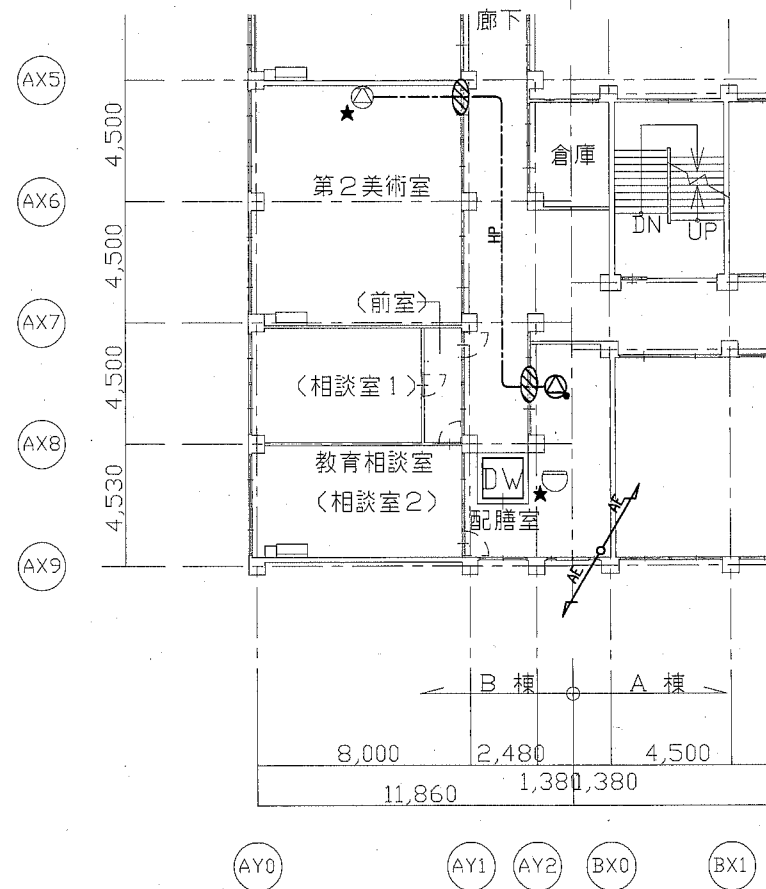 廊下
AX5
4,500
倉庫
第2美術室
AX6
DN
UP
HP
4,500
(前室)
AX7
(相談室1)
4,500
AX8
教育相談室
DW
(相談室2)
4,530
配膳室
AE
AE
AX9
B 棟
A 棟
8,000
2,480
4,500
1,380
1,380
11,860
AY0
AY1
AY2
BX0
BX1